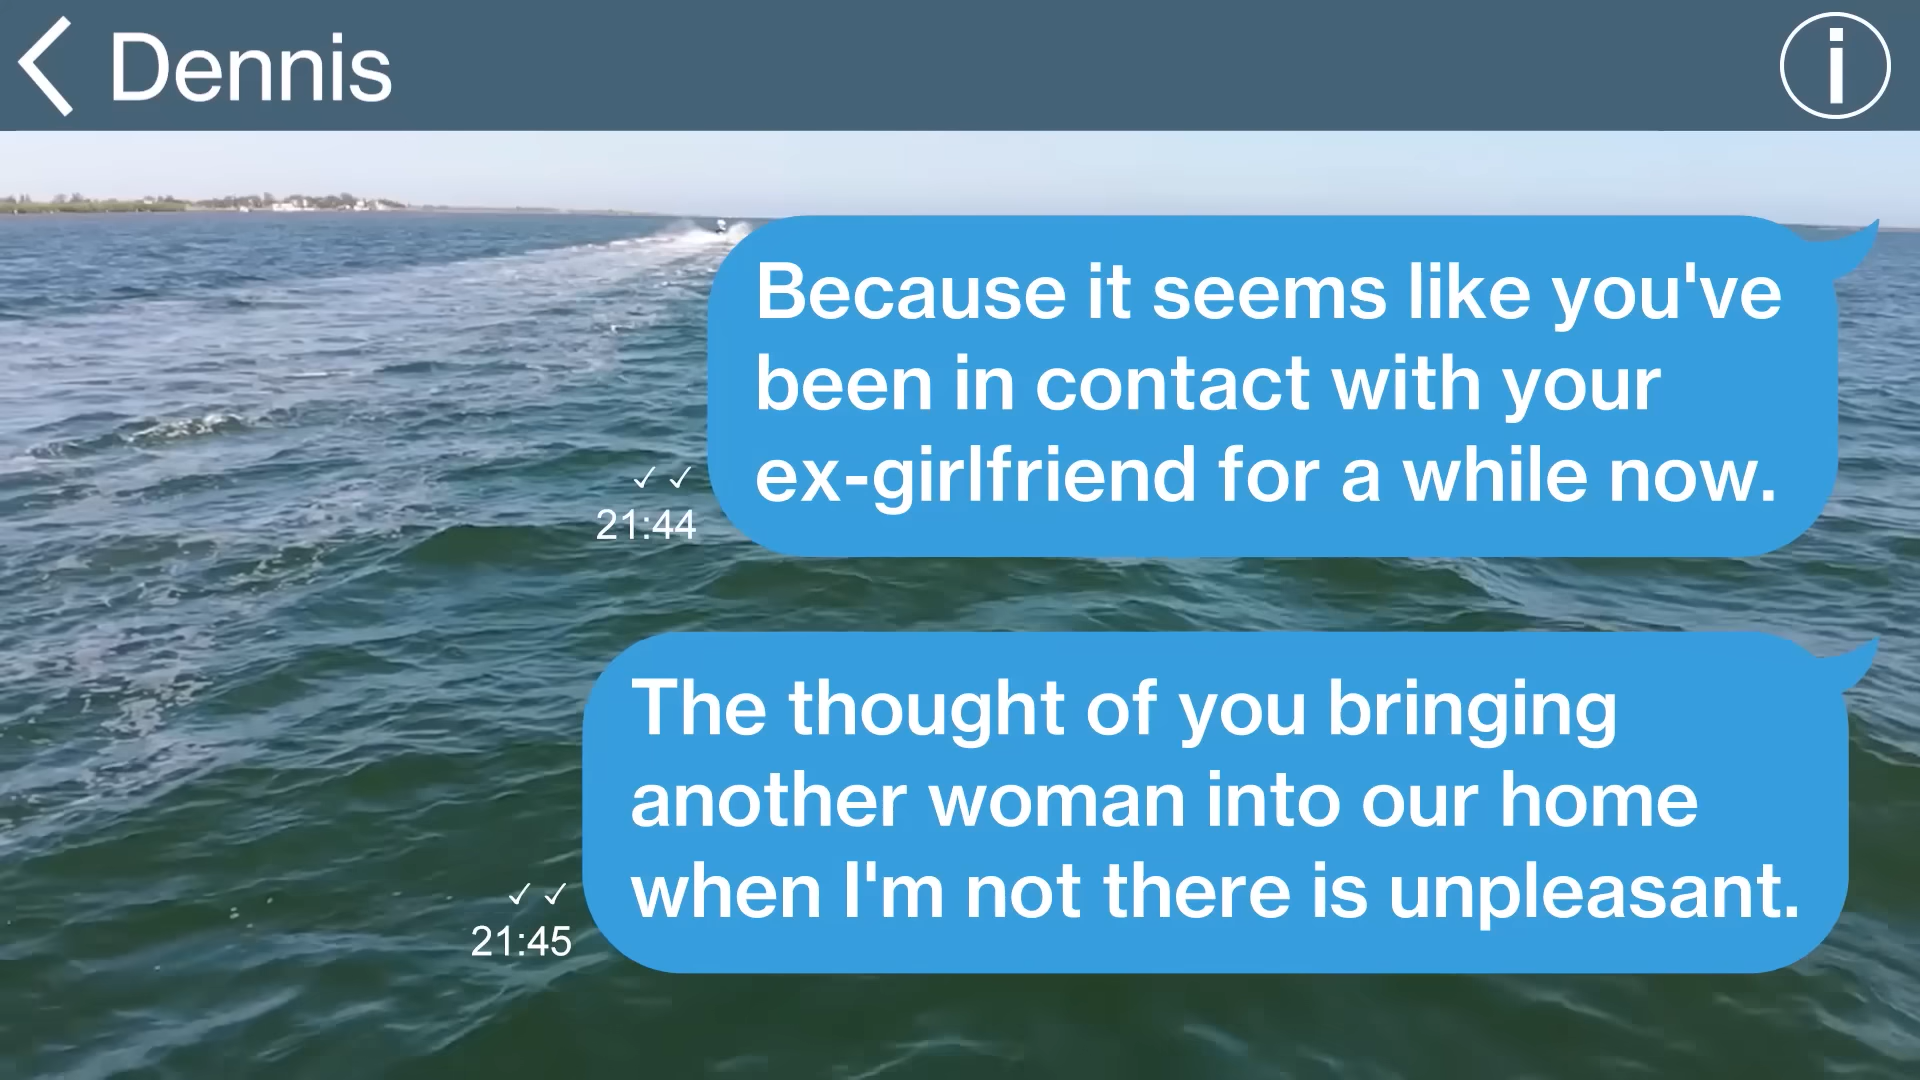 Dennis
i
Because it seems like you've
been in contact with your
ex-girlfriend for a while now.
✓ ✓
21:44
The thought of you bringing
another woman into our home
when I'm not there is unpleasant.
✓ ✓
21:45